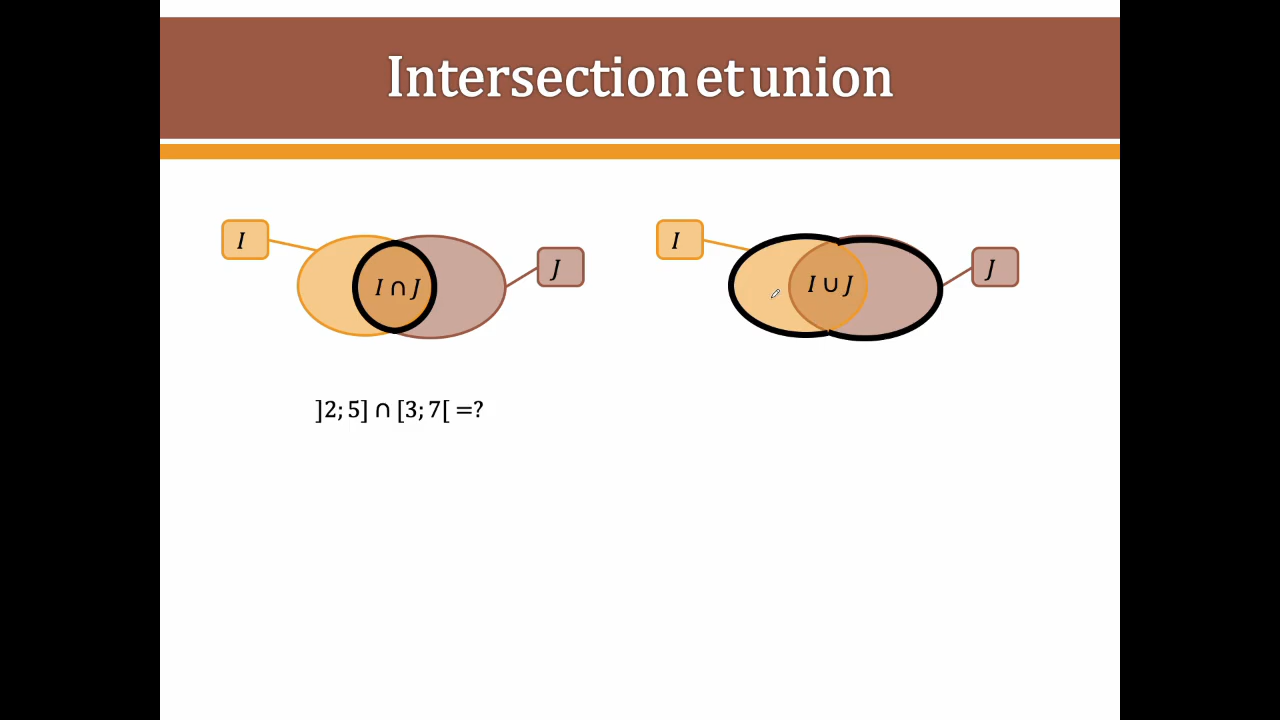 Intersection et union
I
I ∩ J
J
I
I ∪ J
J
]2; 5] ∩ [3; 7[ =?